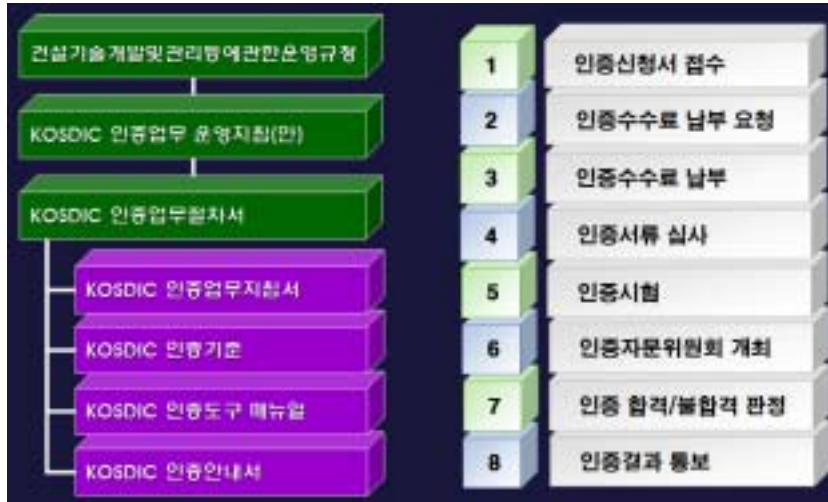 건설기술개발및관리등에관한운영규정
KOSDIC 인증업무 운영지침(안)
KOSDIC 인증업무절차서
KOSDIC 인증업무지침서
KOSDIC 인증기준
KOSDIC 인증도구 매뉴얼
KOSDIC 인증안내서
1 인증신청서 접수
2 인증수수료 납부 요청
3 인증수수료 납부
4 인증서류 심사
5 인증시험
6 인증자문위원회 개최
7 인증 합격/불합격 판정
8 인증결과 통보